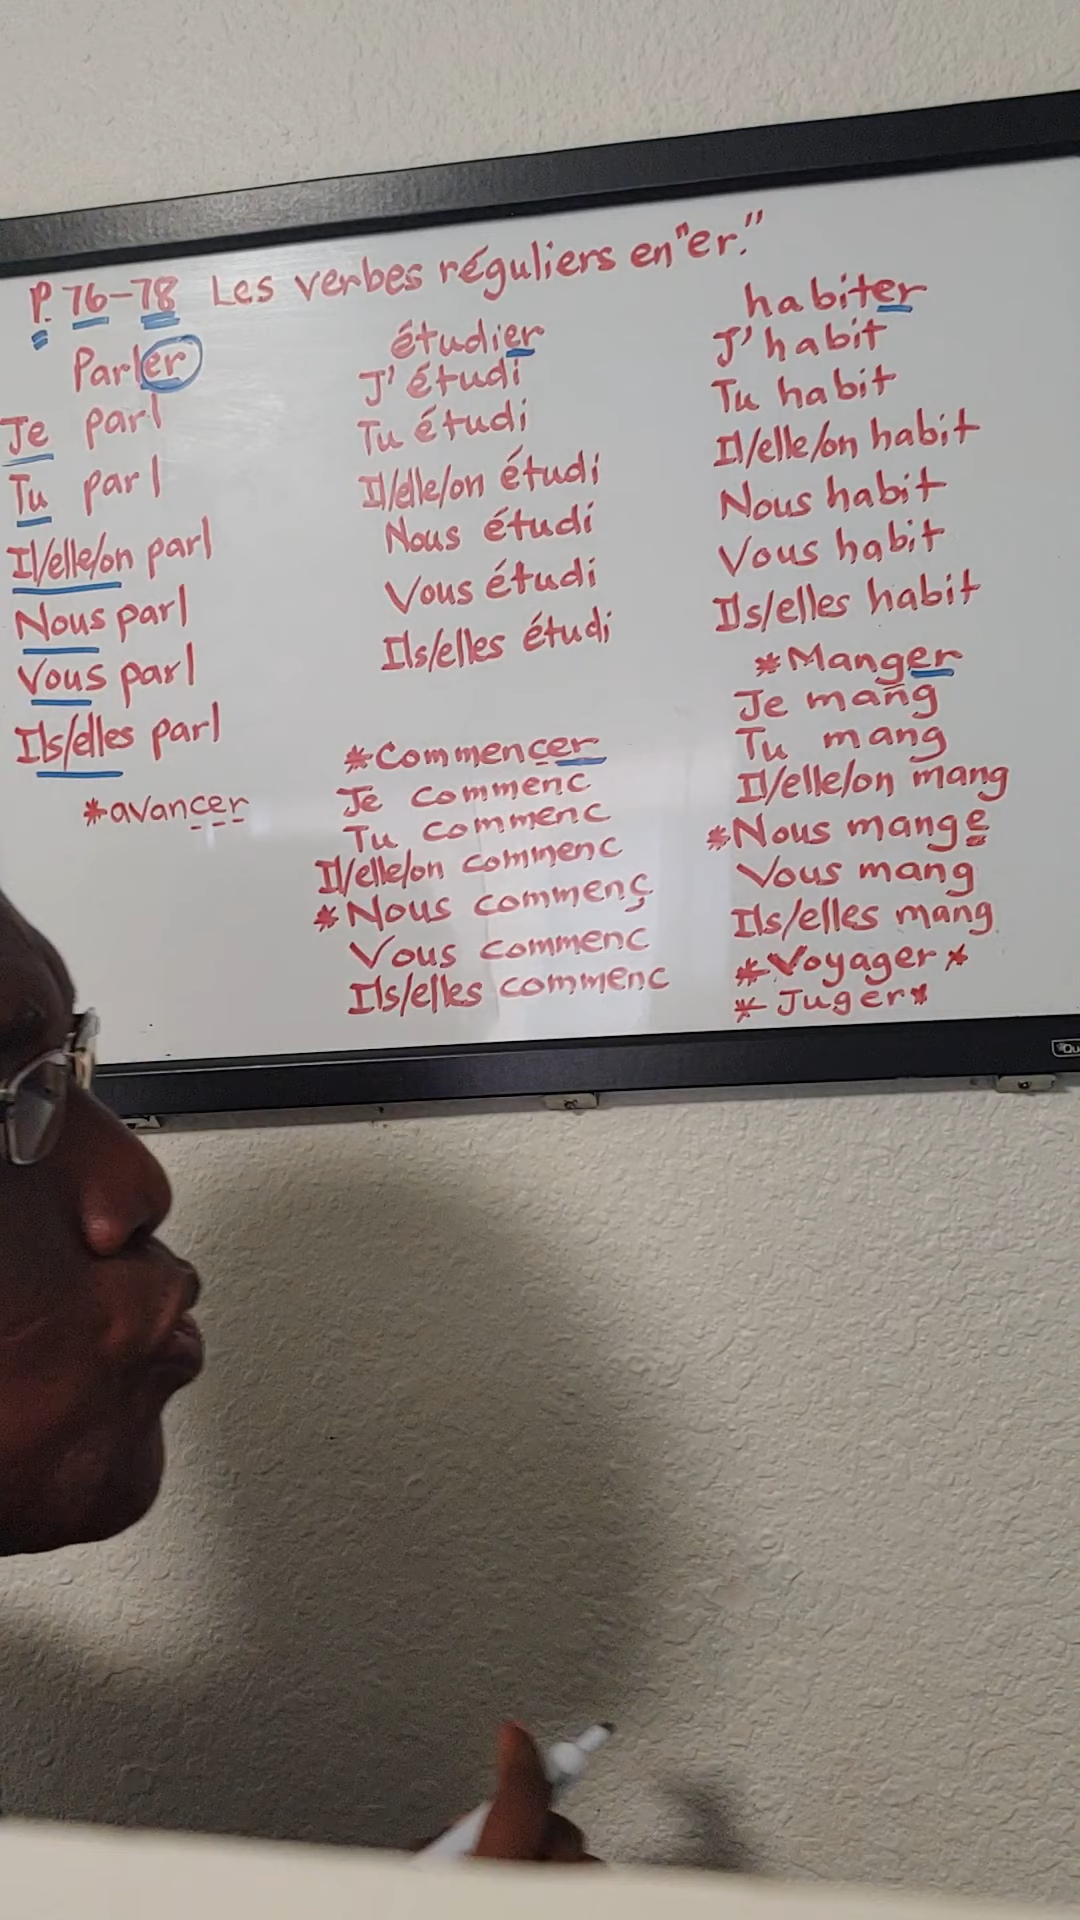 P. 76-78 Les verbes réguliers en "er."
Parler
Je parl
Tu parl
Il/elle/on parl
Nous parl
Vous parl
Ils/elles parl
*avancer
étudier
J'étudi
Tu étudi
Il/elle/on étudi
Nous étudi
Vous étudi
Ils/elles étudi
*Commencer
Je commenc
Tu commenc
Il/elle/on commenc
*Nous commenç
Vous commenc
Ils/elles commenc
habiter
J'habit
Tu habit
Il/elle/on habit
Nous habit
Vous habit
Ils/elles habit
*Manger
Je mang
Tu mang
Il/elle/on mang
*Nous mange
Vous mang
Ils/elles mang
*Voyager*
*Juger*